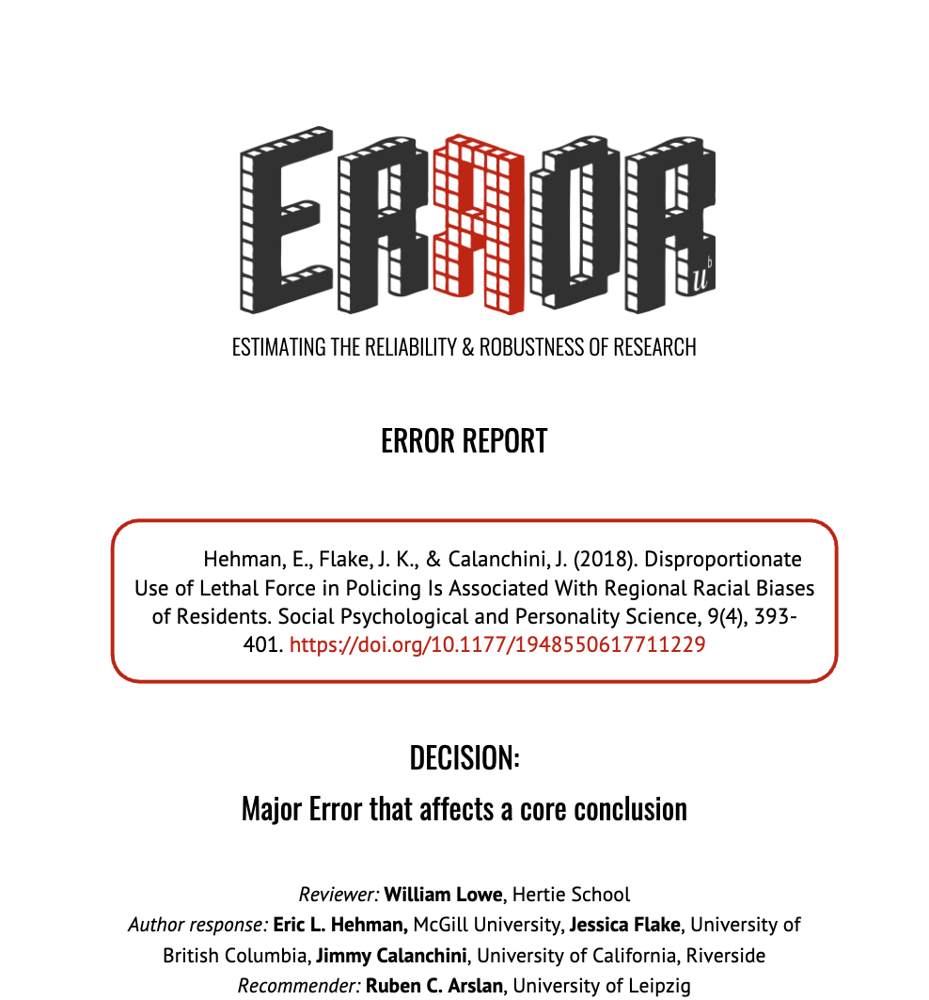 ERROR
u b
ESTIMATING THE RELIABILITY & ROBUSTNESS OF RESEARCH
ERROR REPORT
Hehman, E., Flake, J. K., & Calanchini, J. (2018). Disproportionate
Use of Lethal Force in Policing Is Associated With Regional Racial Biases
of Residents. Social Psychological and Personality Science, 9(4), 393-
401. https://doi.org/10.1177/1948550617711229
DECISION:
Major Error that affects a core conclusion
Reviewer: William Lowe, Hertie School
Author response: Eric L. Hehman, McGill University, Jessica Flake, University of
British Columbia, Jimmy Calanchini, University of California, Riverside
Recommender: Ruben C. Arslan, University of Leipzig